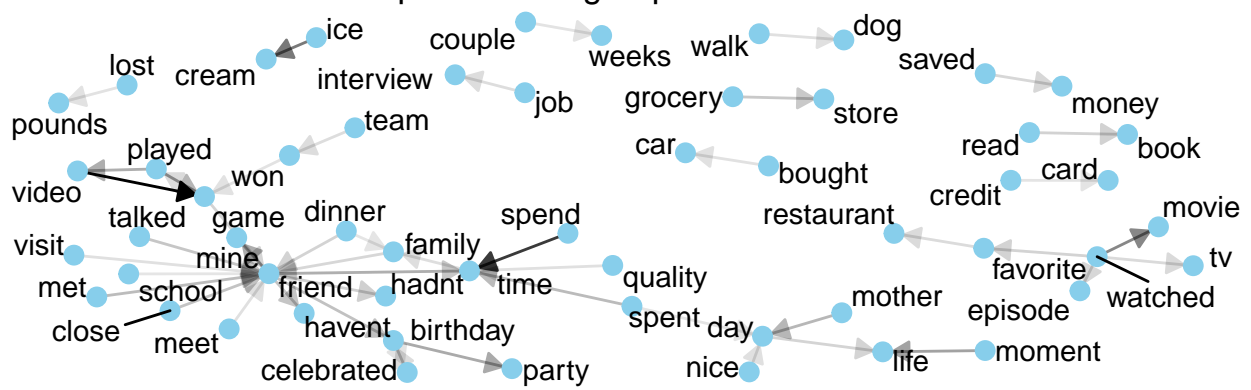 ice
couple
weeks
walk
dog
cream
interview
saved
lost
job
grocery
store
money
pounds
team
played
car
read
book
video
won
bought
card
credit
talked
game
dinner
spend
restaurant
movie
visit
mine
family
favorite
tv
met
school
friend
hadnt
time
quality
episode
watched
close
meet
havent
birthday
spent
day
mother
celebrated
party
nice
life
moment